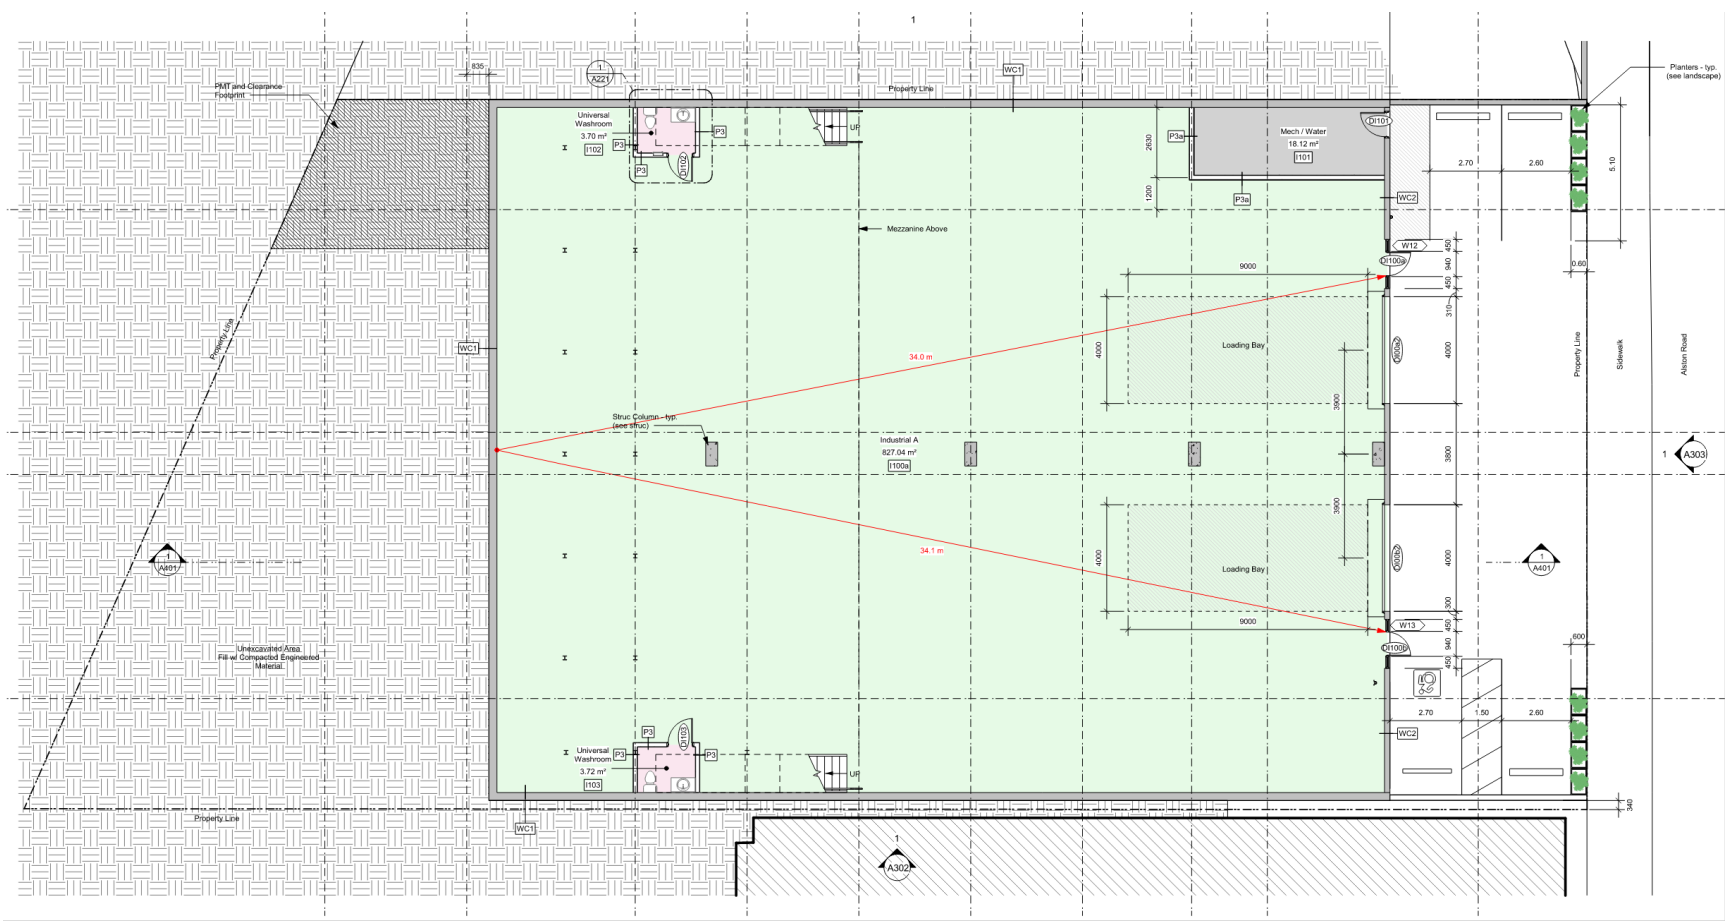 1
835
1
A221
WC1
Property Line
Planters - typ.
(see landscape)
PMT and Clearance
Footprint
Universal
Washroom
3.70 m²
I102
P3
P3
P3
DI102
UP
2630
1200
P3a
Mech / Water
18.12 m²
I101
DI101
P3a
WC2
2.70
2.60
5.10
Mezzanine Above
W12
DI100a
450
940
450
310
0.60
9000
Property Line
WC1
34.0 m
4000
Loading Bay
DI00a2
4000
3900
Property Line
Sidewalk
Alston Road
Struc Column - typ.
(see struc)
Industrial A
827.04 m²
I100a
3800
1
A303
3900
34.1 m
4000
Loading Bay
DI00b2
4000
1
A401
1
A401
9000
300
W13
450
DI100b
940
450
600
Unexcavated Area
Fill w/ Compacted Engineered
Material
2.70
1.50
2.60
WC2
Universal
Washroom
3.72 m²
I103
P3
P3
P3
DI103
UP
340
Property Line
WC1
1
A302